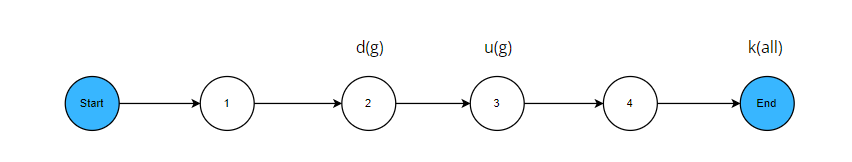 d(g) u(g) k(all)
Start 1 2 3 4 End